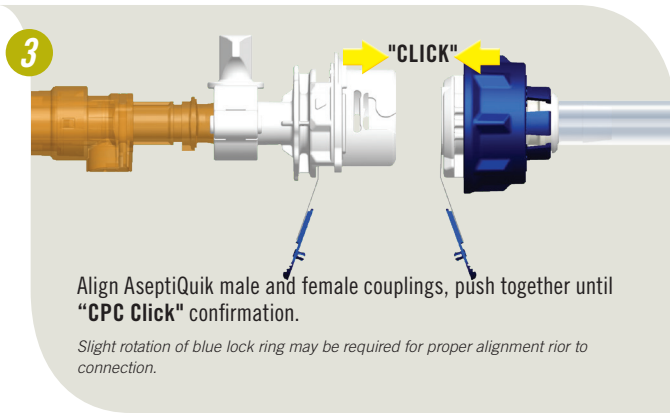 3
"CLICK"
Align AseptiQuik male and female couplings, push together until
“CPC Click" confirmation.
Slight rotation of blue lock ring may be required for proper alignment rior to
connection.